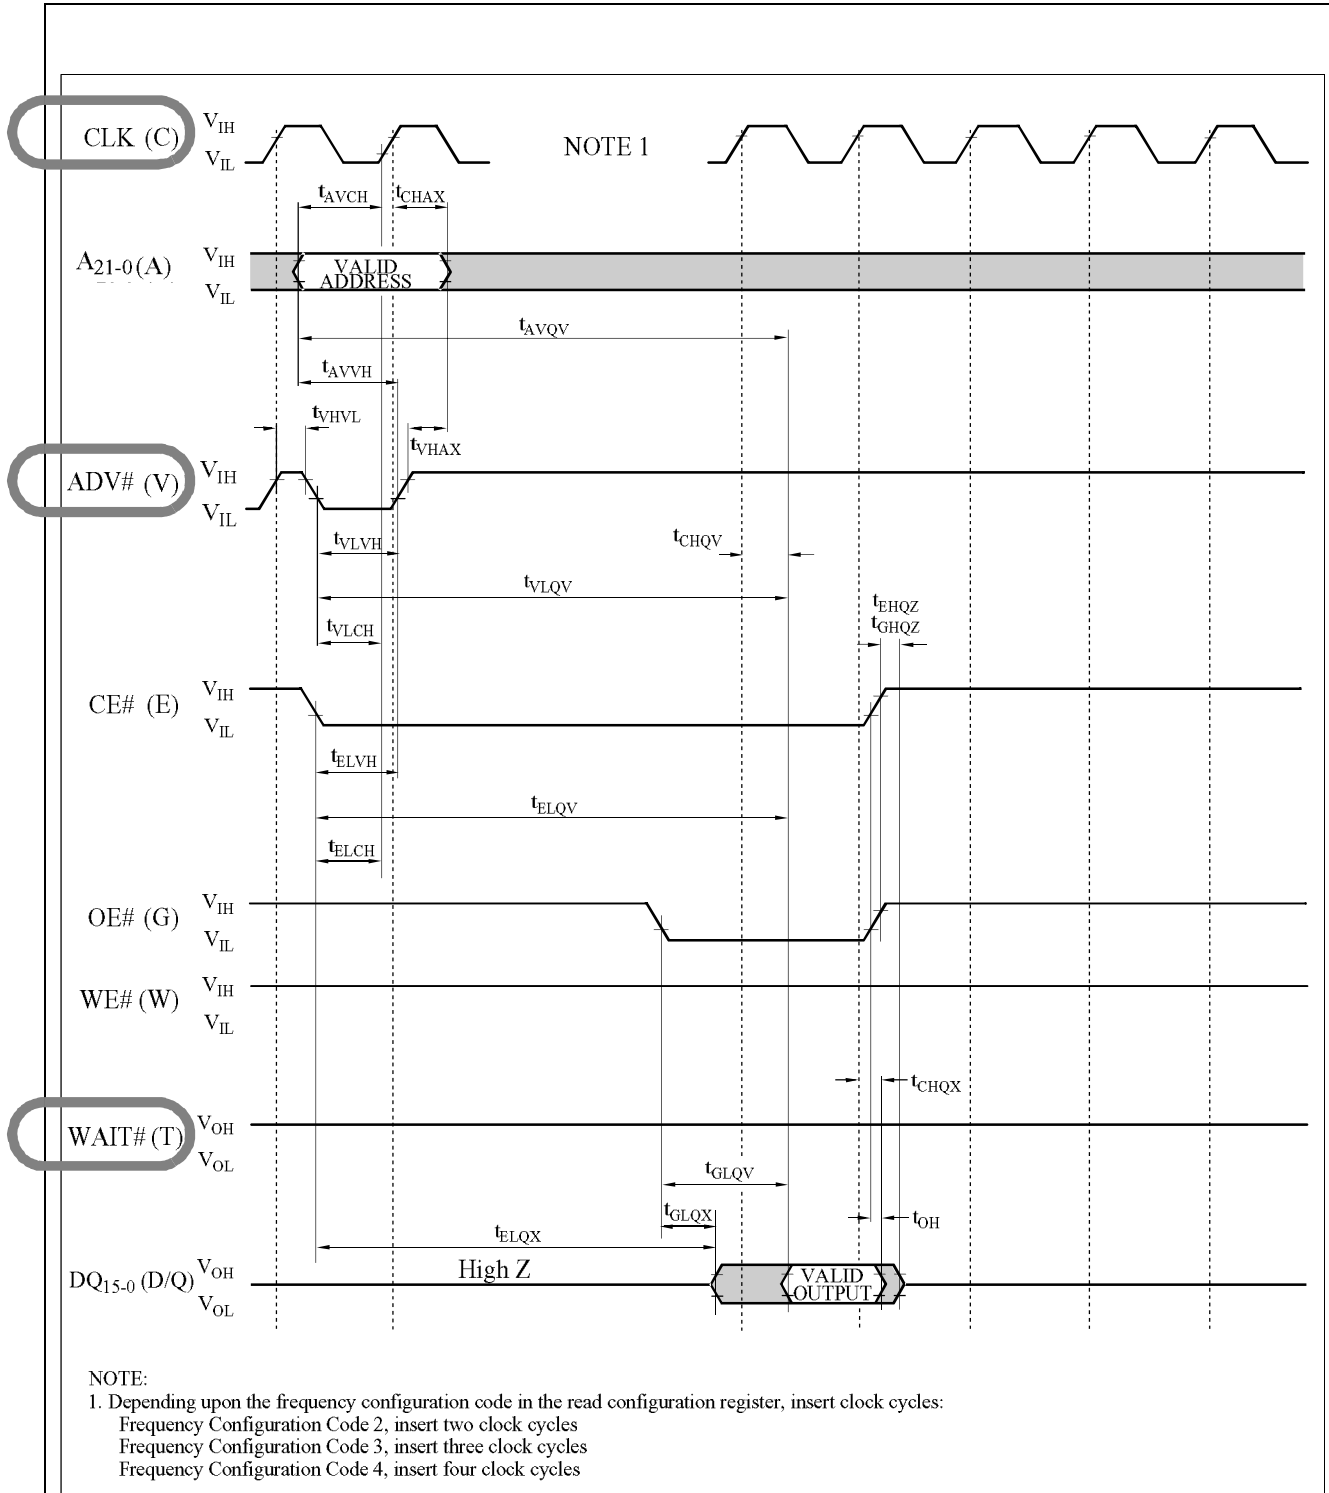 CLK (C)
VIH
VIL
NOTE 1
tAVCH
tCHAX
A21-0 (A)
VIH
VIL
VALID
ADDRESS
tAVQV
tAVVH
tVHVL
tVHAX
ADV# (V)
VIH
VIL
tVLVH
tCHQV
tVLQV
tVLCH
tEHQZ
tGHQZ
CE# (E)
VIH
VIL
tELVH
tELQV
tELCH
OE# (G)
VIH
VIL
WE# (W)
VIH
VIL
tCHQX
WAIT# (T)
VOH
VOL
tGLQV
tGLQX
tOH
tELQX
DQ15-0 (D/Q)
VOH
VOL
High Z
VALID
OUTPUT
NOTE:
1. Depending upon the frequency configuration code in the read configuration register, insert clock cycles:
Frequency Configuration Code 2, insert two clock cycles
Frequency Configuration Code 3, insert three clock cycles
Frequency Configuration Code 4, insert four clock cycles